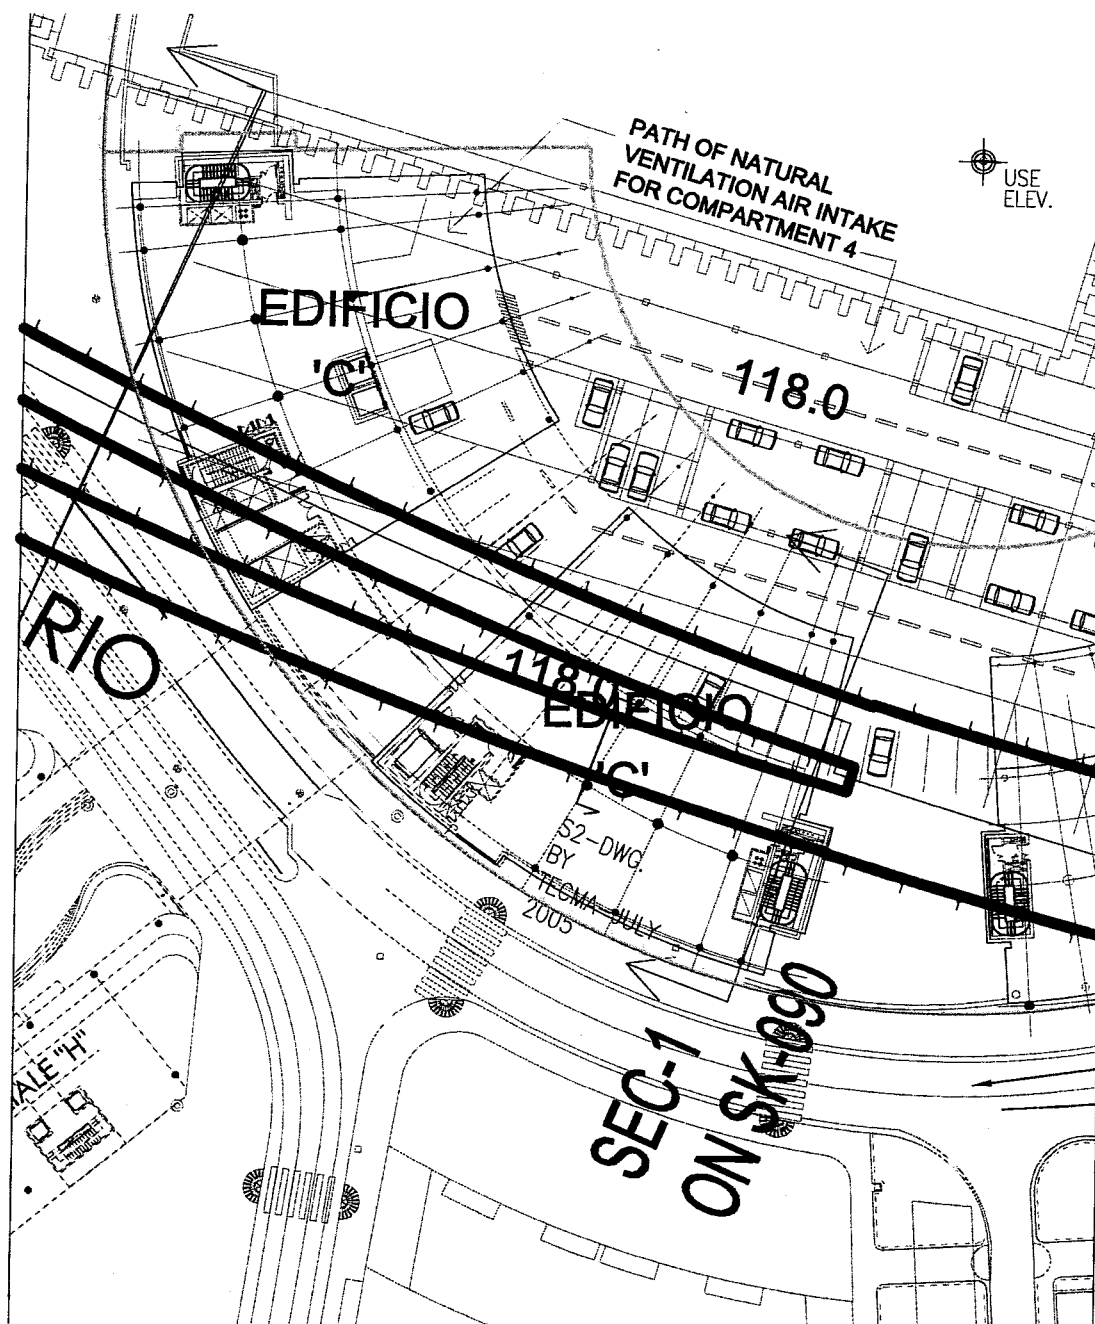 PATH OF NATURAL
VENTILATION AIR INTAKE
FOR COMPARTMENT 4
USE
ELEV.
EDIFICIO
'C'
118.0
RIO
118.0
EDIFICIO
'C'
S2-DWG.
BY
TECMA JULY
2005
SEC-1
ON SK-090
ALE "H"